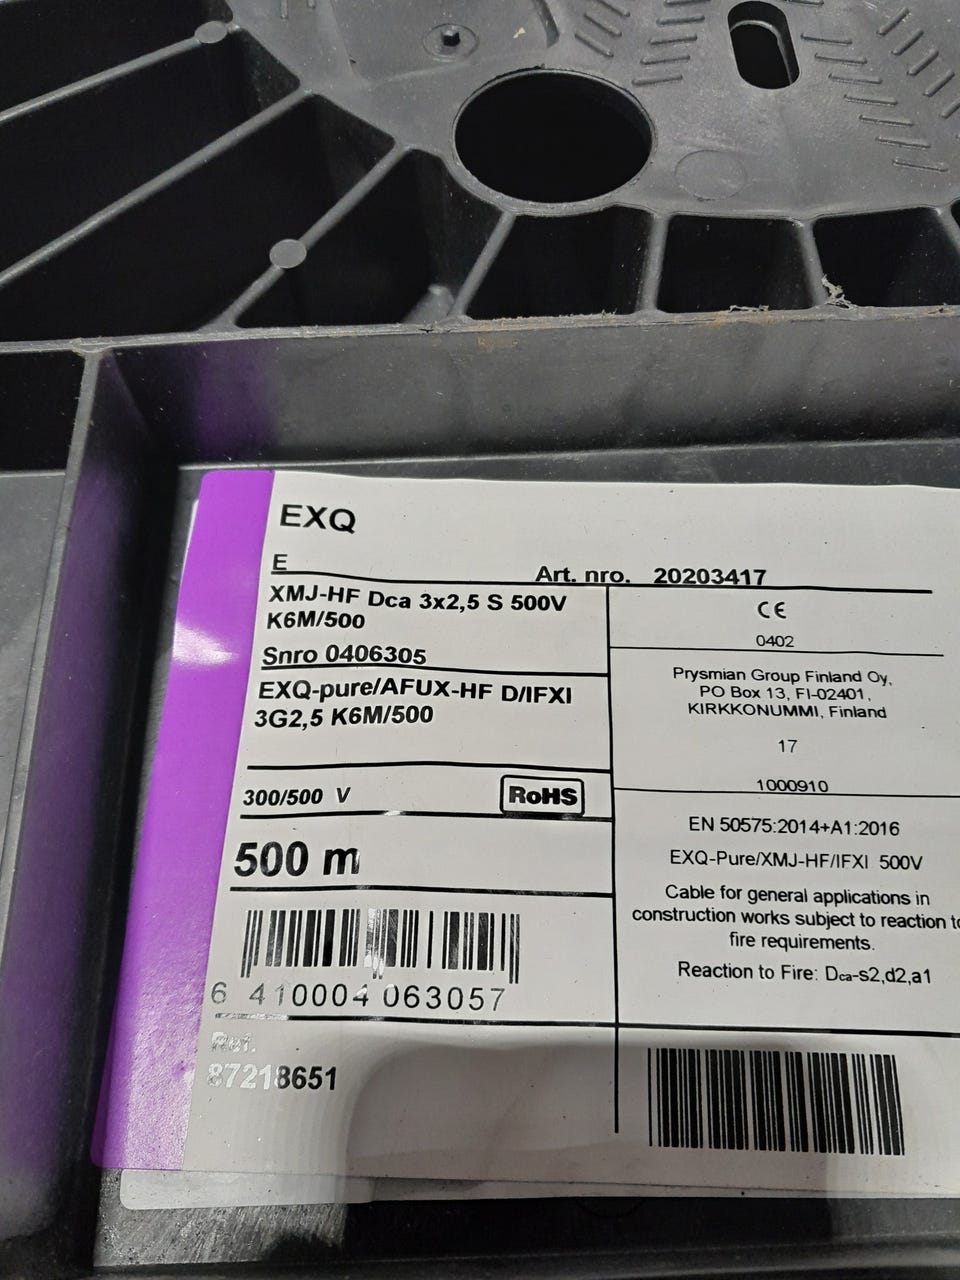 EXQ
E
Art. nro. 20203417
XMJ-HF Dca 3x2,5 S 500V
K6M/500
Snro 0406305
EXQ-pure/AFUX-HF D/IFXI
3G2,5 K6M/500
300/500 V
RoHS
500 m
6 410004 063057
Ref.
87218651
CE
0402
Prysmian Group Finland Oy,
PO Box 13, FI-02401,
KIRKKONUMMI, Finland
17
1000910
EN 50575:2014+A1:2016
EXQ-Pure/XMJ-HF/IFXI 500V
Cable for general applications in
construction works subject to reaction to
fire requirements.
Reaction to Fire: Dca-s2,d2,a1